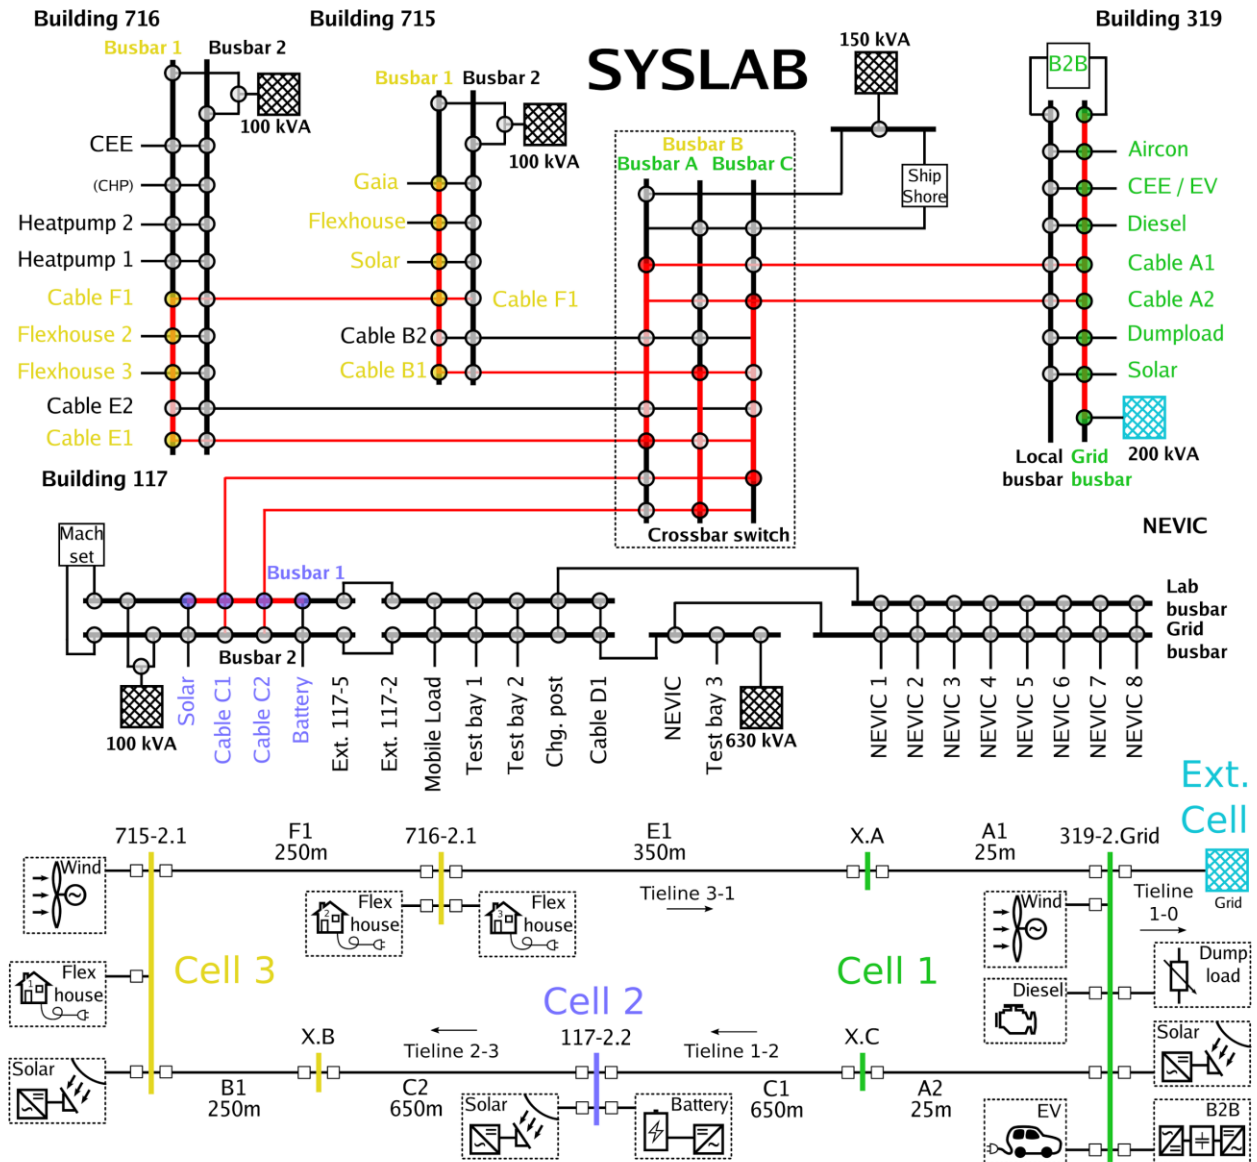 Building 716
Building 715
Building 319
SYSLAB
Busbar 1
Busbar 2
100 kVA
CEE
(CHP)
Heatpump 2
Heatpump 1
Cable F1
Flexhouse 2
Flexhouse 3
Cable E2
Cable E1
Busbar 1
Busbar 2
100 kVA
Gaia
Flexhouse
Solar
Cable F1
Cable B2
Cable B1
150 kVA
Busbar B
Busbar A
Busbar C
Ship
Shore
Crossbar switch
B2B
Aircon
CEE / EV
Diesel
Cable A1
Cable A2
Dumpload
Solar
200 kVA
Local
busbar
Grid
busbar
Building 117
Mach
set
Busbar 1
Busbar 2
100 kVA
Solar
Cable C1
Cable C2
Battery
Ext. 117-5
Ext. 117-2
Mobile Load
Test bay 1
Test bay 2
Chg. post
Cable D1
NEVIC
Test bay 3
630 kVA
NEVIC
Lab
busbar
Grid
busbar
NEVIC 1
NEVIC 2
NEVIC 3
NEVIC 4
NEVIC 5
NEVIC 6
NEVIC 7
NEVIC 8
Ext.
Cell
715-2.1
F1
250m
716-2.1
E1
350m
X.A
A1
25m
319-2.Grid
Grid
Wind
2
Flex
house
3
Flex
house
Tieline 3-1
Wind
Tieline
1-0
1
Flex
house
Cell 3
Cell 1
Cell 2
Diesel
Dump
load
Solar
B1
250m
X.B
Tieline 2-3
C2
650m
117-2.2
Tieline 1-2
C1
650m
X.C
A2
25m
Solar
Solar
Battery
EV
B2B